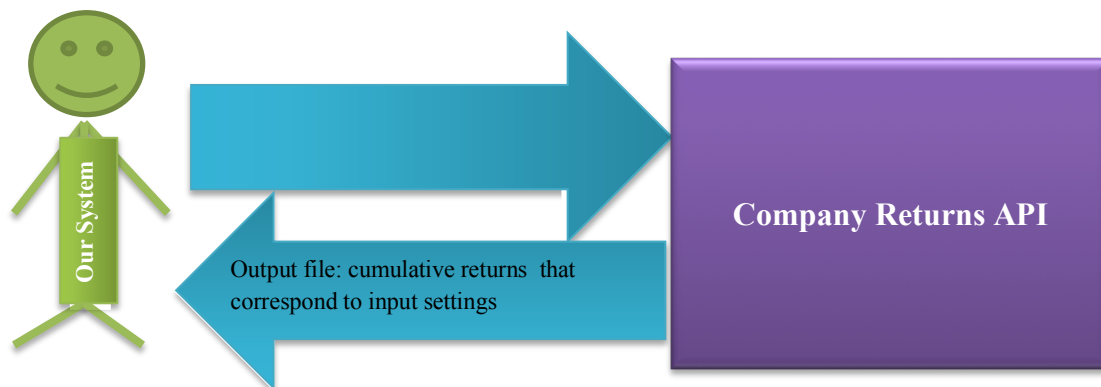 Our System
Company Returns API
Output file: cumulative returns  that
correspond to input settings